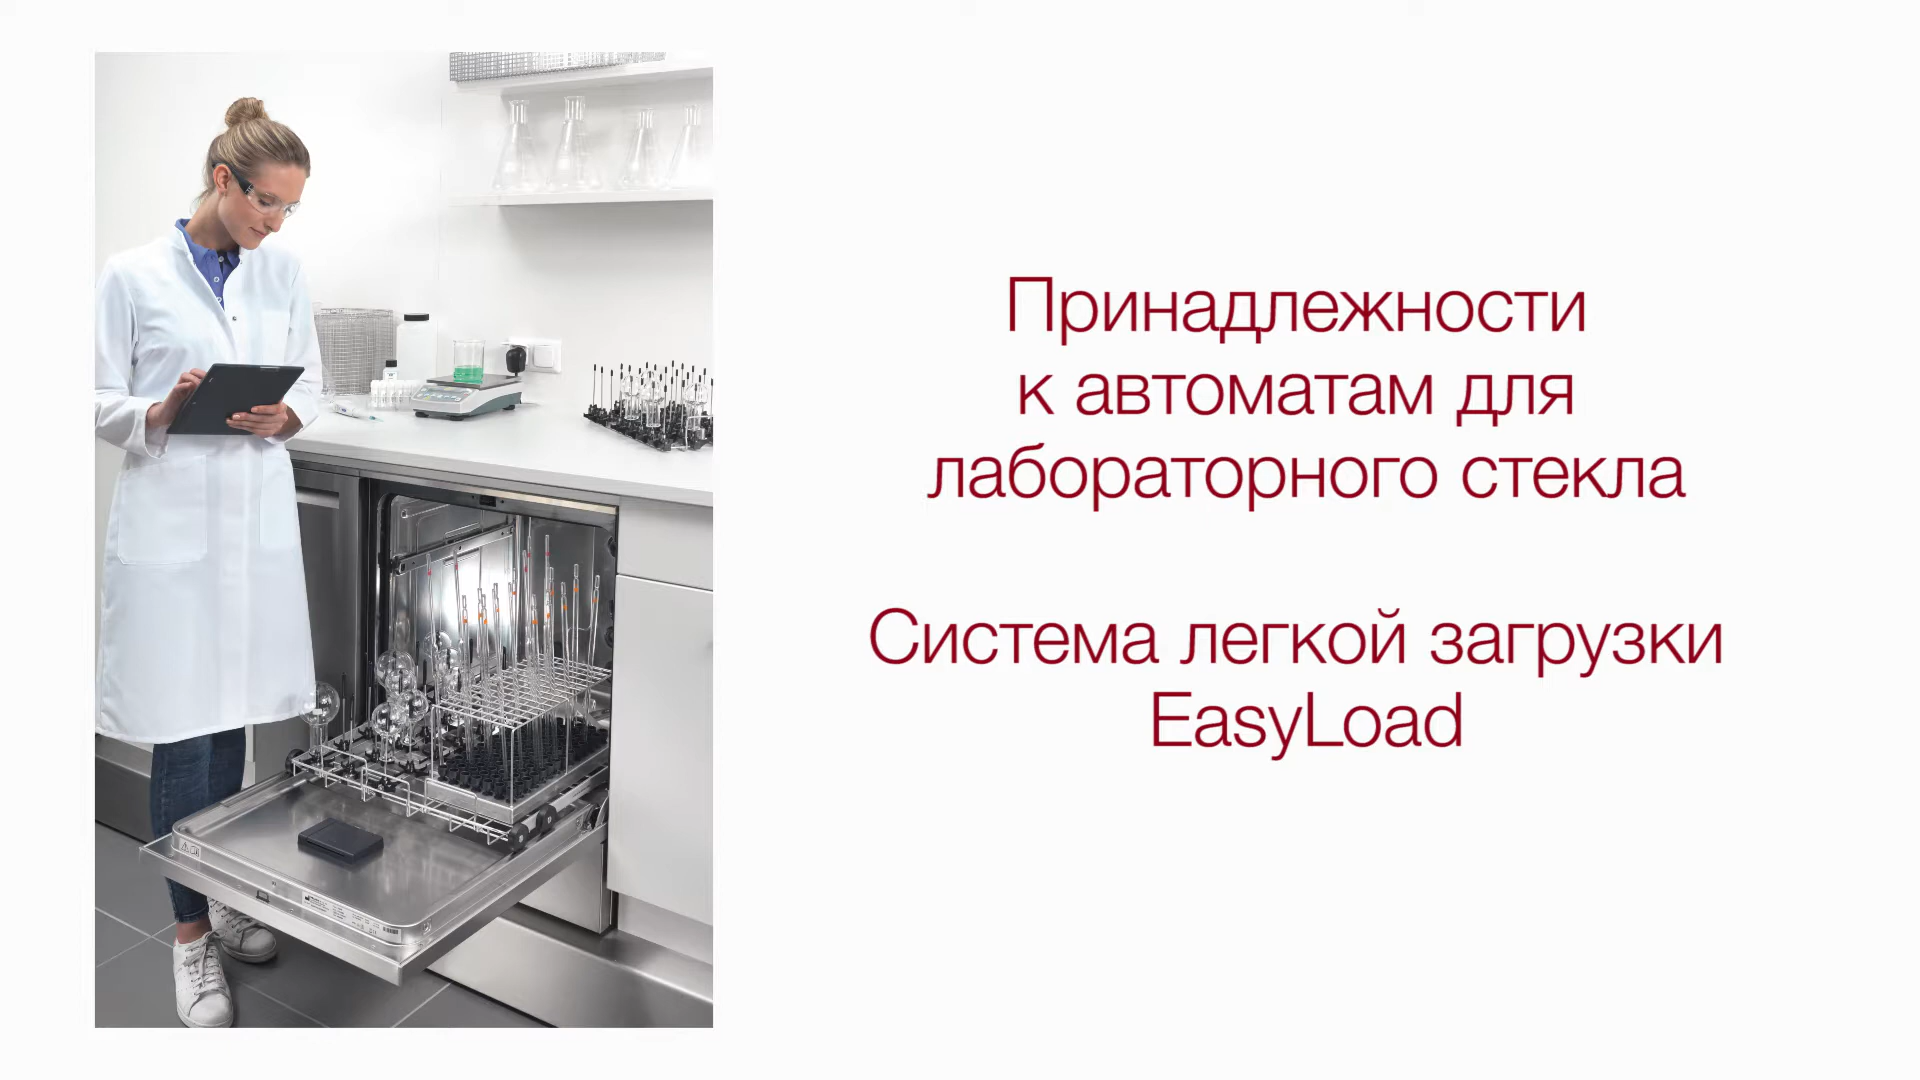 Принадлежности
к автоматам для
лабораторного стекла
Система легкой загрузки
EasyLoad